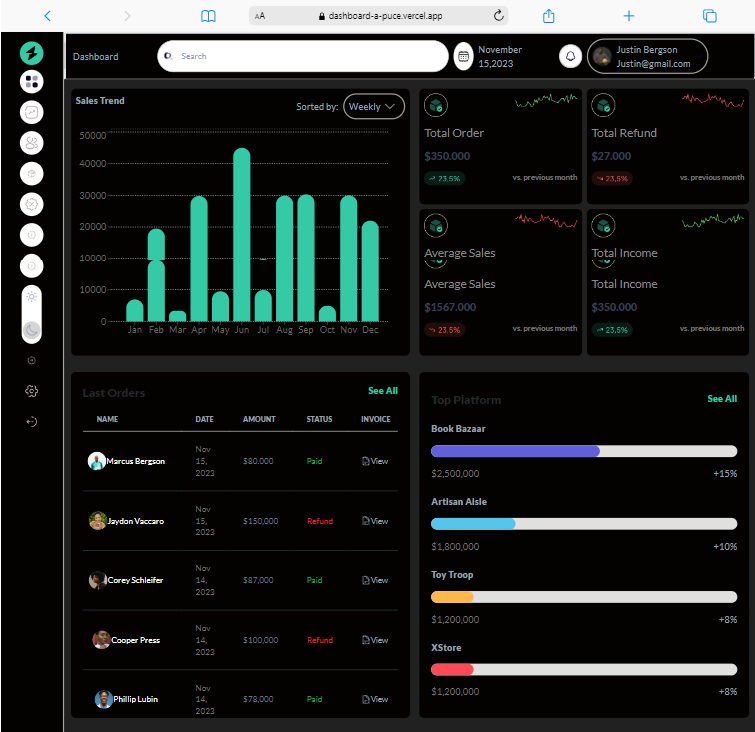 AA dashboard-a-puce.vercel.app
Dashboard
Search
November
15,2023
Justin Bergson
Justin@gmail.com
Sales Trend
Sorted by:
Weekly
50000
40000
30000
20000
10000
10000
0
Jan Feb Mar Apr May Jun Jul Aug Sep Oct Nov Dec
Total Order
$350.000
23,5%
vs. previous month
Total Refund
$27.000
23,5%
vs. previous month
Average Sales
Average Sales
$1567.000
23,5%
vs. previous month
Total Income
Total Income
$350.000
23,5%
vs. previous month
Last Orders
See All
NAME DATE AMOUNT STATUS INVOICE
Marcus Bergson Nov 15, 2023 $80.000 Paid View
Jaydon Vaccaro Nov 15, 2023 $150,000 Refund View
Corey Schleifer Nov 14, 2023 $87,000 Paid View
Cooper Press Nov 14, 2023 $100,000 Refund View
Phillip Lubin Nov 14, 2023 $78,000 Paid View
Top Platform
See All
Book Bazaar
$2,500,000 +15%
Artisan Aisle
$1,800,000 +10%
Toy Troop
$1,200,000 +8%
XStore
$1,200,000 +8%